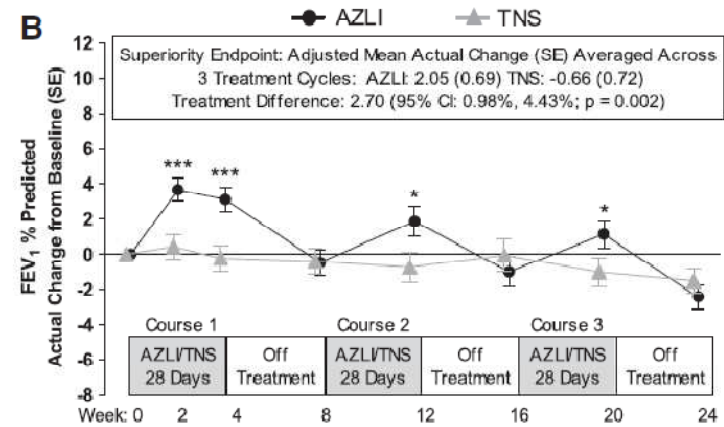 B
AZLI TNS
Superiority Endpoint: Adjusted Mean Actual Change (SE) Averaged Across
3 Treatment Cycles: AZLI: 2.05 (0.69) TNS: -0.66 (0.72)
Treatment Difference: 2.70 (95% CI: 0.98%, 4.43%; p = 0.002)
FEV1 % Predicted
Actual Change from Baseline (SE)
12
10
8
6
4
2
0
-2
-4
-6
-8
*** *** * *
Course 1 Course 2 Course 3
AZLI/TNS Off AZLI/TNS Off AZLI/TNS Off
28 Days Treatment 28 Days Treatment 28 Days Treatment
Week: 0 2 4 8 12 16 20 24